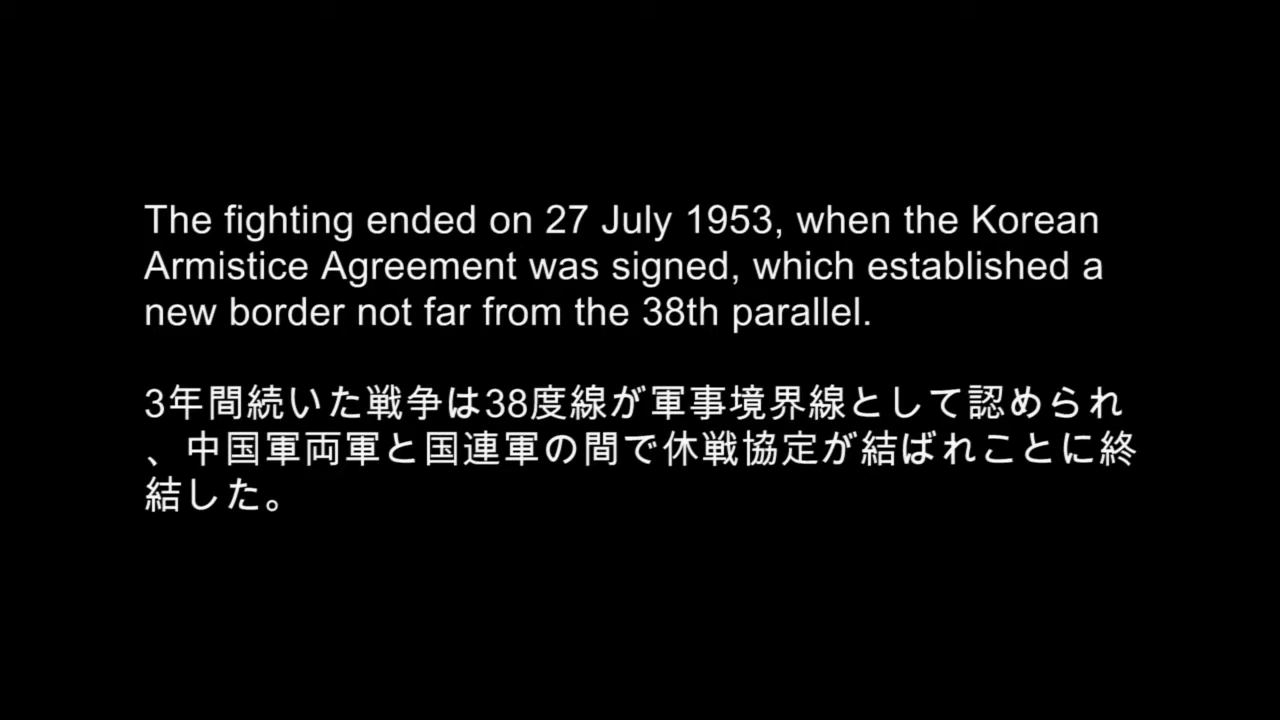 The fighting ended on 27 July 1953, when the Korean
Armistice Agreement was signed, which established a
new border not far from the 38th parallel.
3年間続いた戦争は38度線が軍事境界線として認められ
、中国軍両軍と国連軍の間で休戦協定が結ばれことに終
結した。